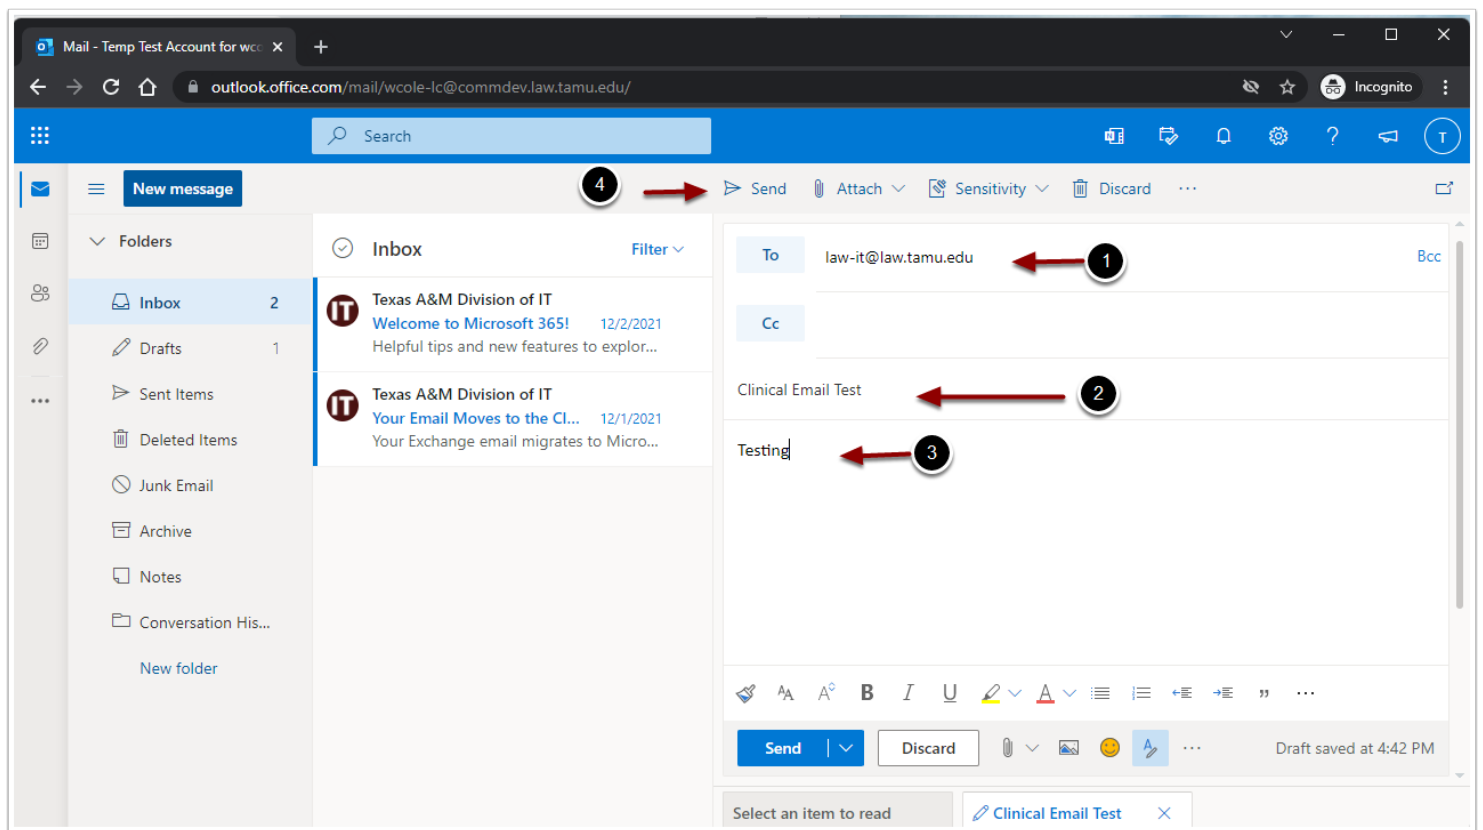 Mail - Temp Test Account for wco
outlook.office.com/mail/wcole-lc@commdev.law.tamu.edu/
Incognito
Search
T
New message
4
Send
Attach
Sensitivity
Discard
Folders
Inbox 2
Drafts 1
Sent Items
Deleted Items
Junk Email
Archive
Notes
Conversation His...
New folder
Inbox
Filter
IT
Texas A&M Division of IT
Welcome to Microsoft 365! 12/2/2021
Helpful tips and new features to explor...
IT
Texas A&M Division of IT
Your Email Moves to the Cl... 12/1/2021
Your Exchange email migrates to Micro...
To
law-it@law.tamu.edu
1
Bcc
Cc
Clinical Email Test
2
Testing
3
Send
Discard
Draft saved at 4:42 PM
Select an item to read
Clinical Email Test